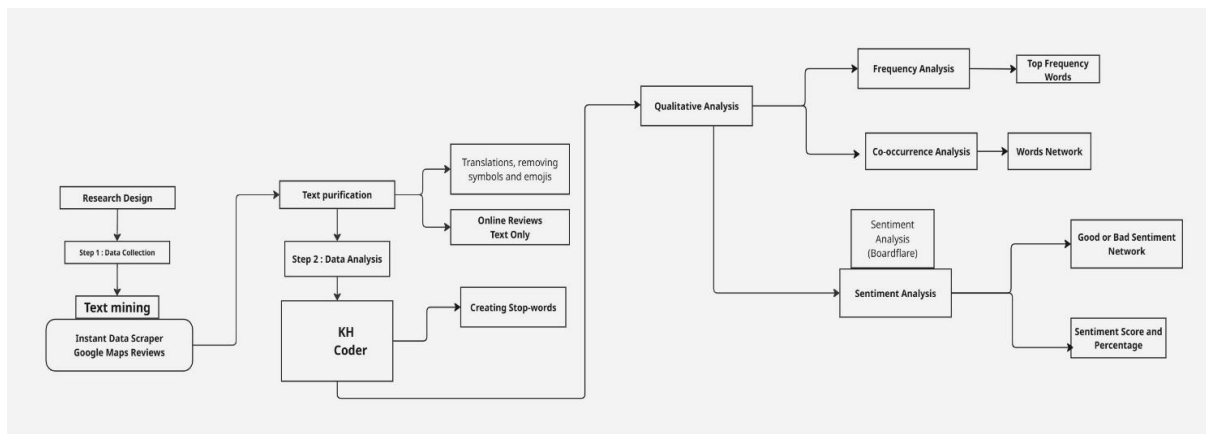 Research Design
Step 1 : Data Collection
Text mining
Instant Data Scraper
Google Maps Reviews
Text purification
Translations, removing
symbols and emojis
Online Reviews
Text Only
Step 2 : Data Analysis
KH
Coder
Creating Stop-words
Qualitative Analysis
Frequency Analysis
Top Frequency
Words
Co-occurrence Analysis
Words Network
Sentiment
Analysis
(Boardflare)
Sentiment Analysis
Good or Bad Sentiment
Network
Sentiment Score and
Percentage